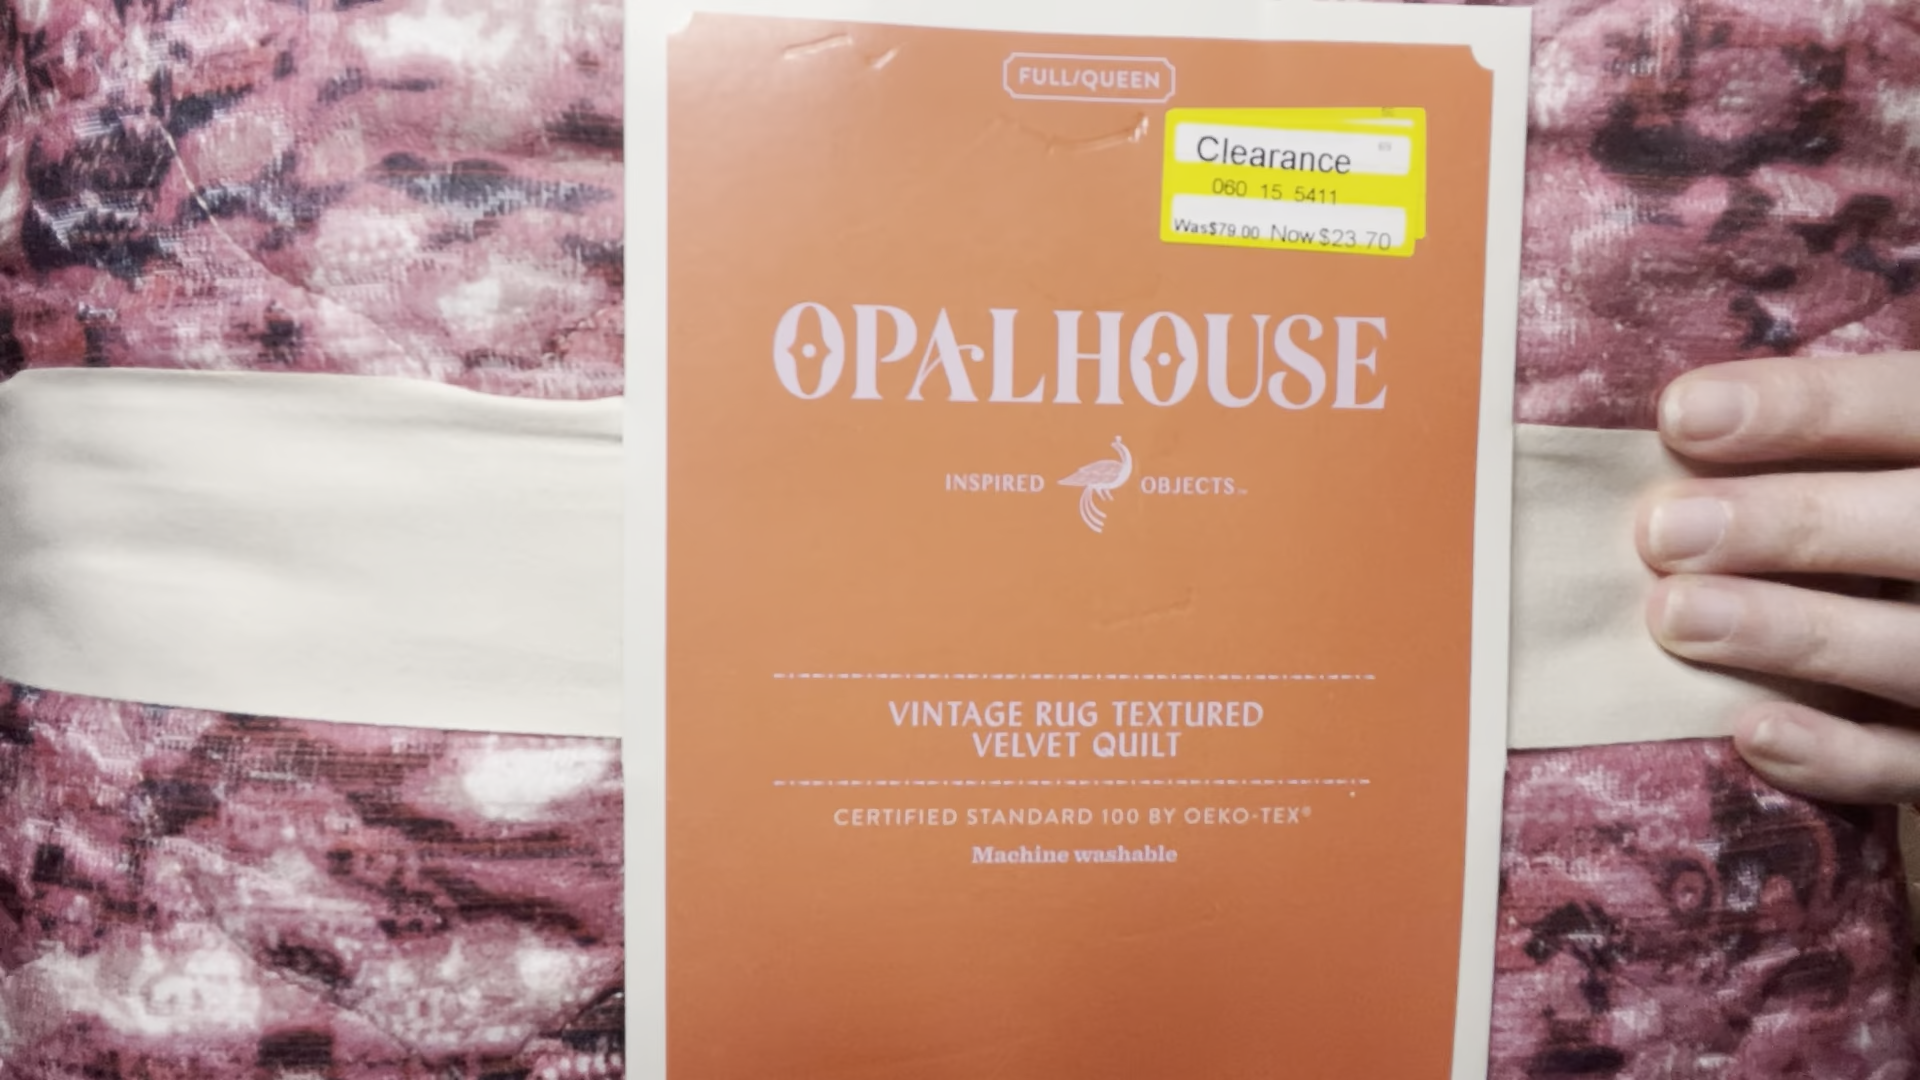 FULL/QUEEN
Clearance
060 15 5411
Was $79.00 Now $23.70
OPALHOUSE
INSPIRED OBJECTS™
VINTAGE RUG TEXTURED
VELVET QUILT
CERTIFIED STANDARD 100 BY OEKO-TEX®
Machine washable